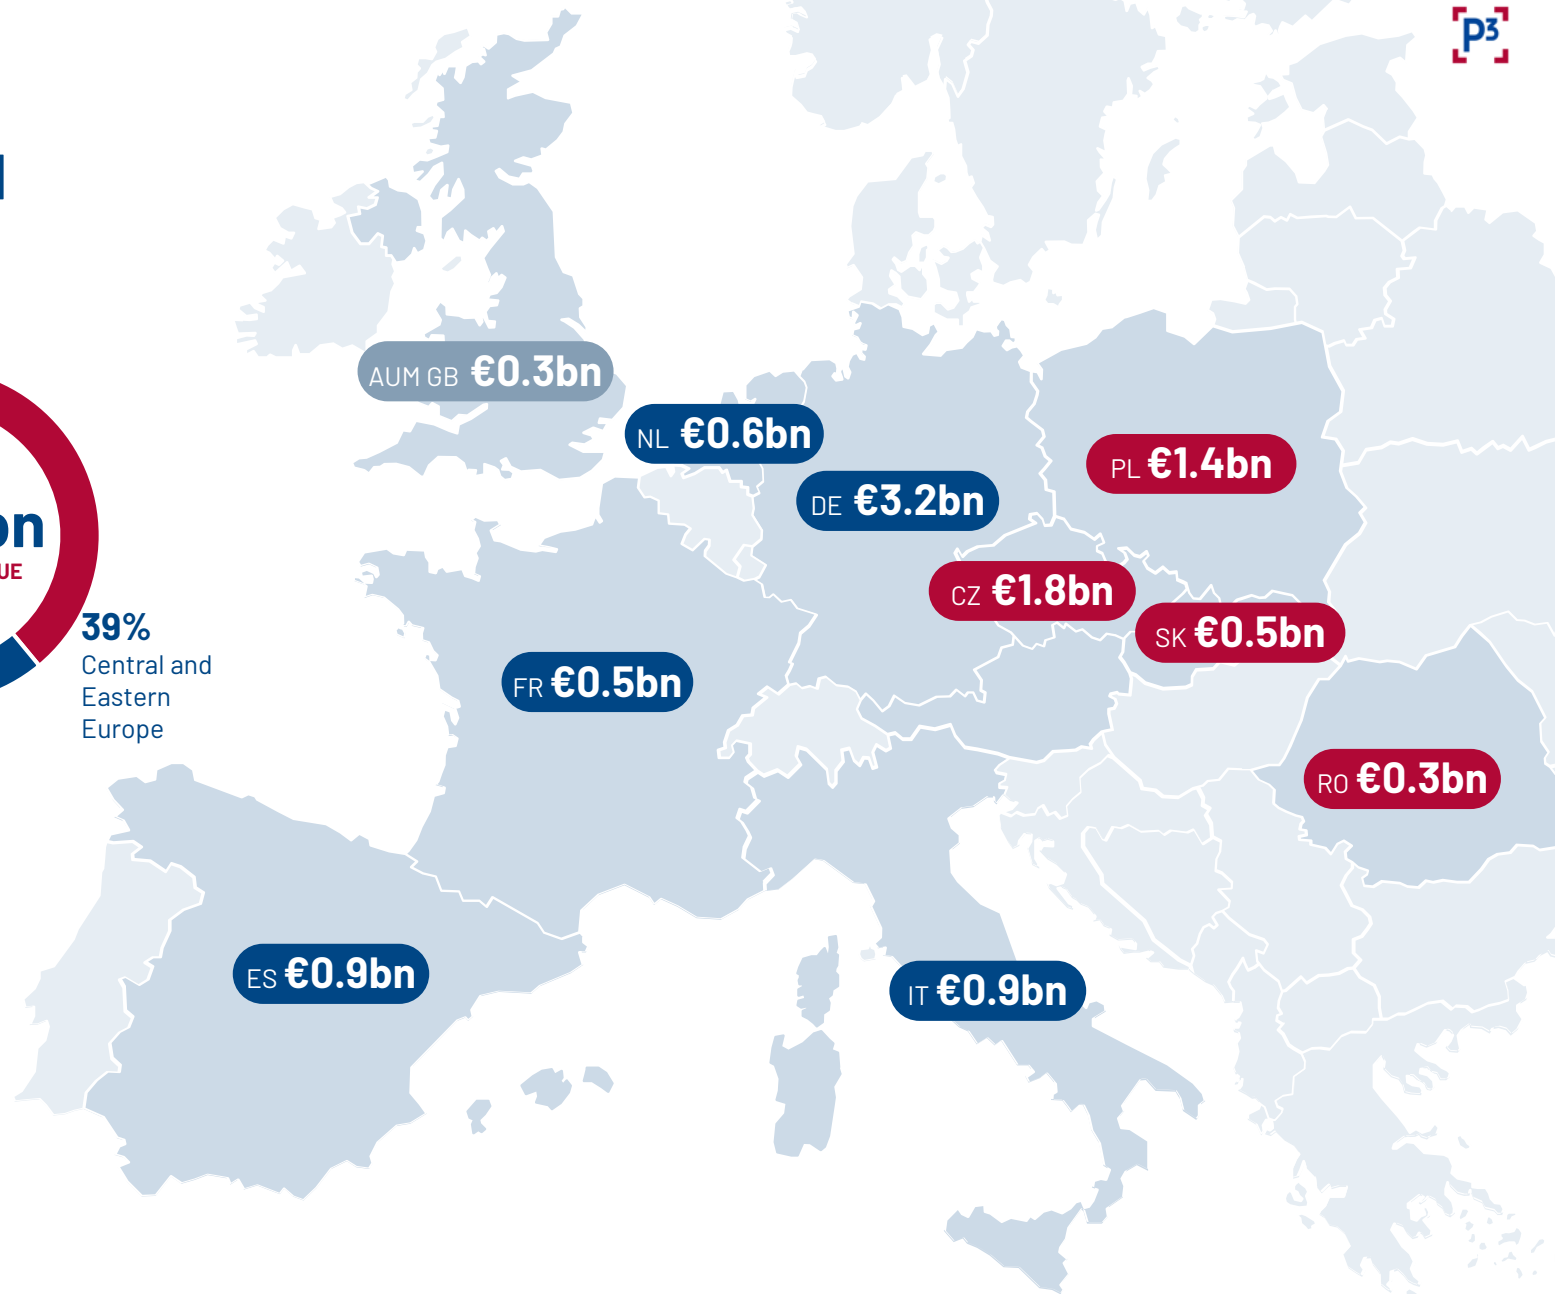 P3
AUM GB €0.3bn
NL €0.6bn
PL €1.4bn
DE €3.2bn
CZ €1.8bn
SK €0.5bn
39%
Central and
Eastern
Europe
FR €0.5bn
RO €0.3bn
ES €0.9bn
IT €0.9bn